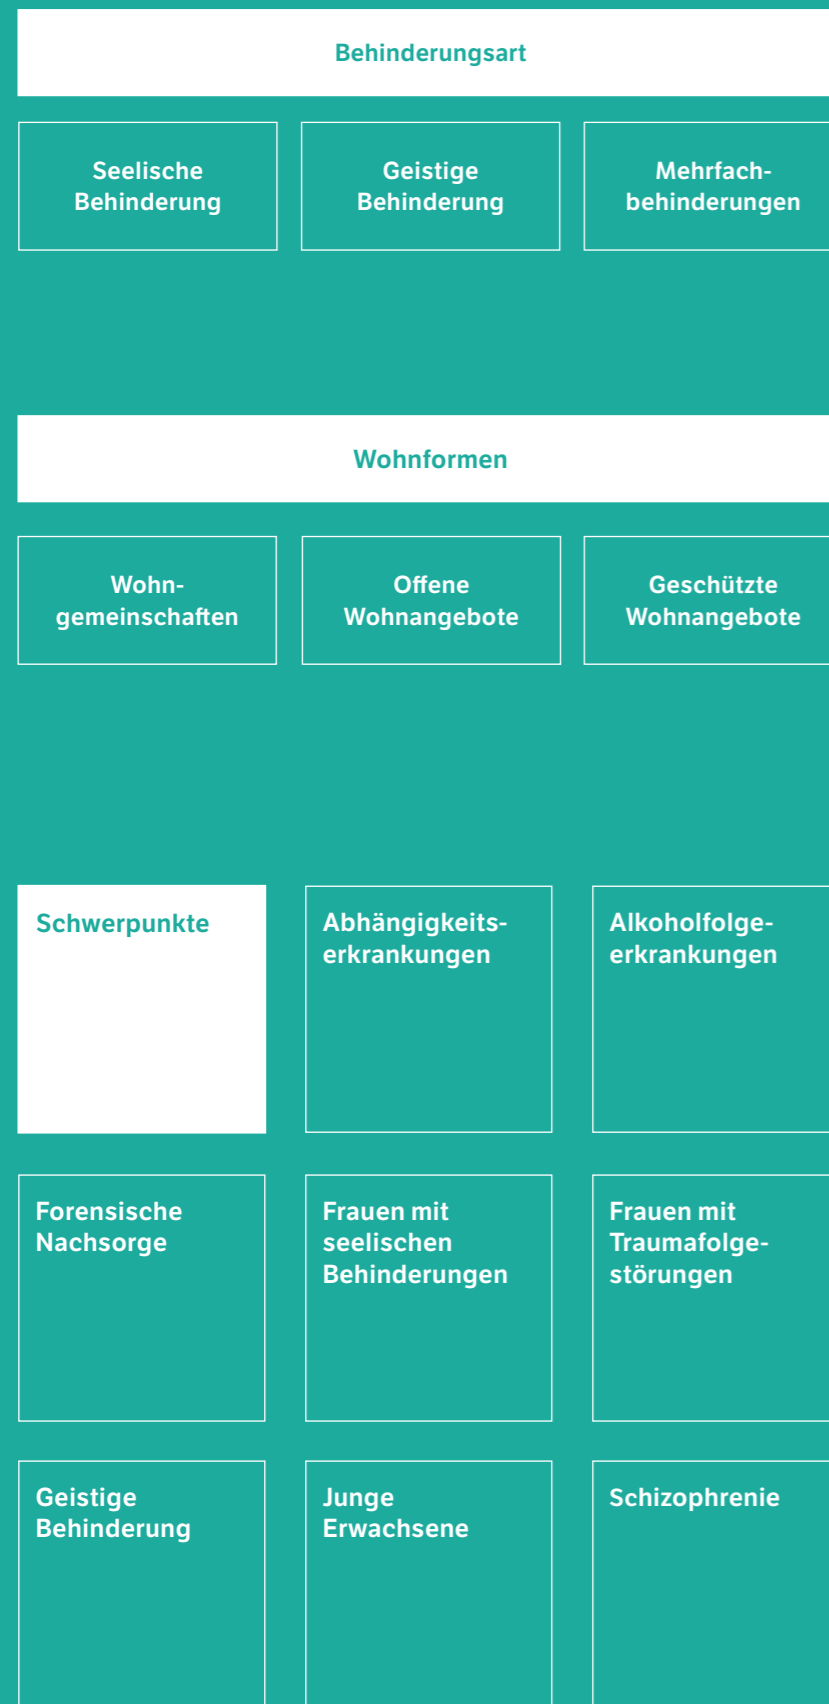 Behinderungsart
Seelische
Behinderung
Geistige
Behinderung
Mehrfach-
behinderungen
Wohnformen
Wohn-
gemeinschaften
Offene
Wohnangebote
Geschützte
Wohnangebote
Schwerpunkte
Abhängigkeits-
erkrankungen
Alkoholfolge-
erkrankungen
Forensische
Nachsorge
Frauen mit
seelischen
Behinderungen
Frauen mit
Traumafolge-
störungen
Geistige
Behinderung
Junge
Erwachsene
Schizophrenie